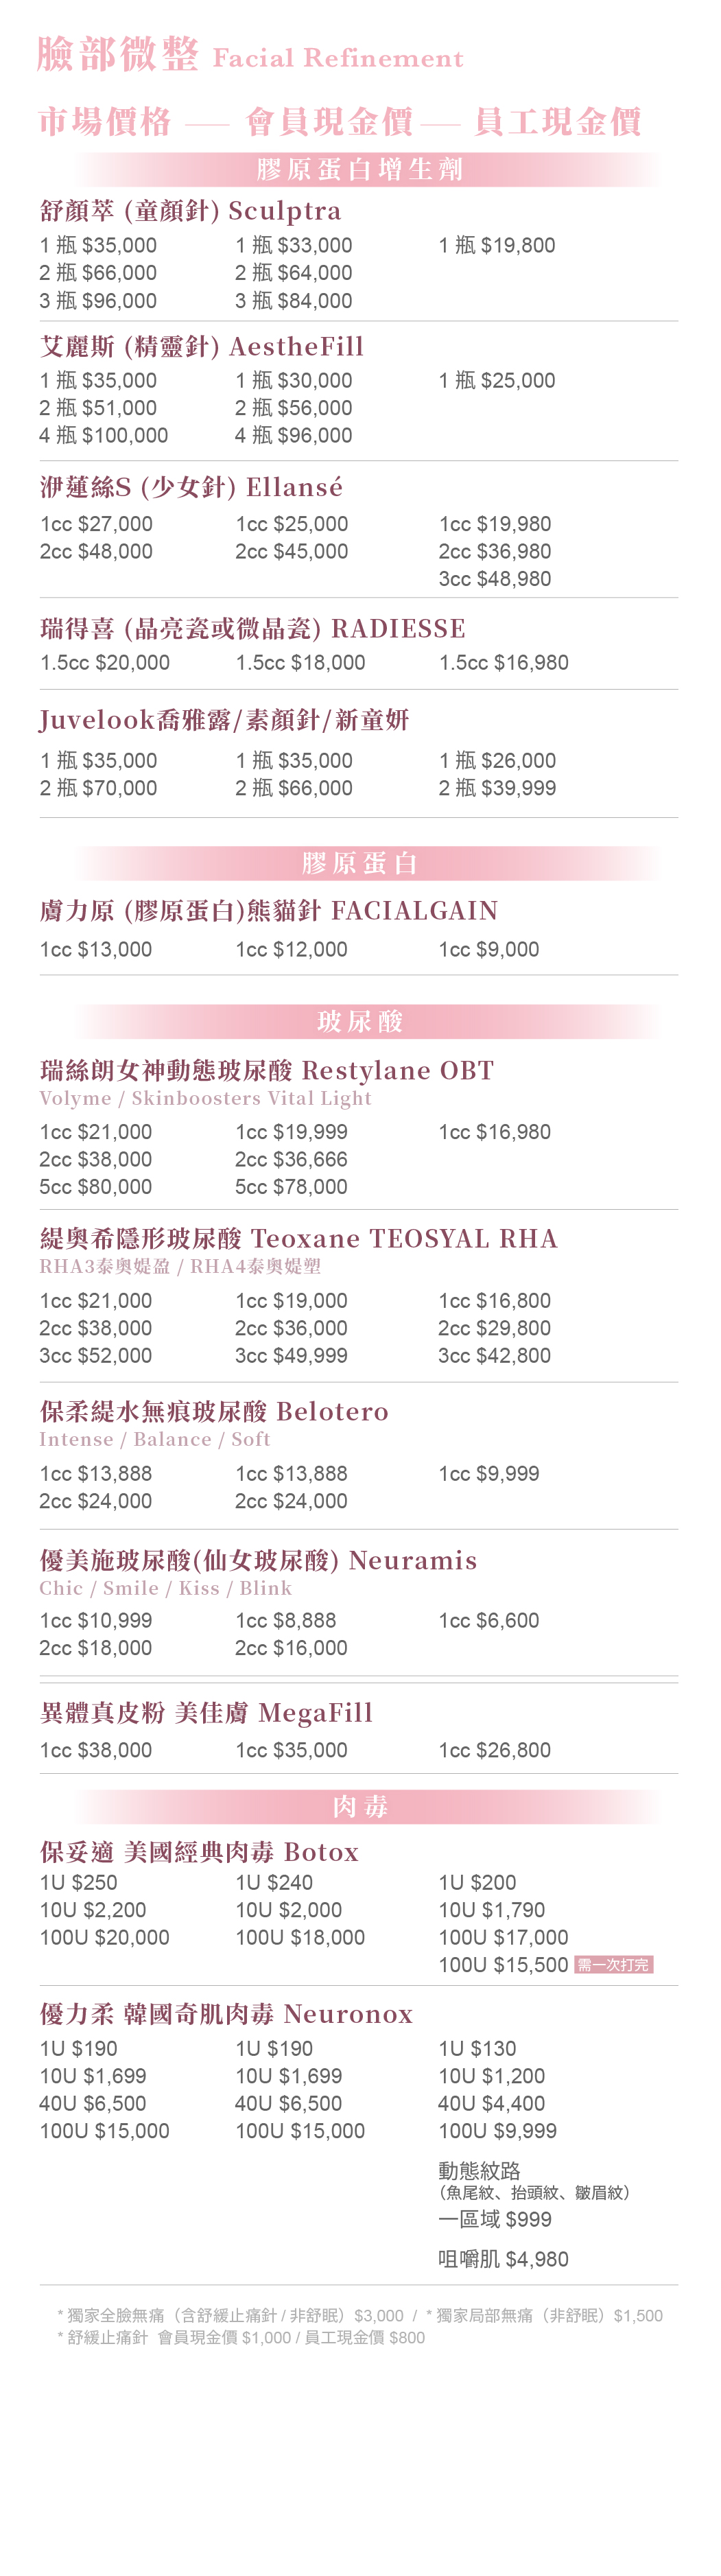 臉部微整 Facial Refinement
市場價格 — 會員現金價 — 員工現金價
膠原蛋白增生劑
舒顏萃 (童顏針) Sculptra
1 瓶 $35,000 1 瓶 $33,000 1 瓶 $19,800
2 瓶 $66,000 2 瓶 $64,000
3 瓶 $96,000 3 瓶 $84,000
艾麗斯 (精靈針) AestheFill
1 瓶 $35,000 1 瓶 $30,000 1 瓶 $25,000
2 瓶 $51,000 2 瓶 $56,000
4 瓶 $100,000 4 瓶 $96,000
洢蓮絲S (少女針) Ellansé
1cc $27,000 1cc $25,000 1cc $19,980
2cc $48,000 2cc $45,000 2cc $36,980
3cc $48,980
瑞得喜 (晶亮瓷或微晶瓷) RADIESSE
1.5cc $20,000 1.5cc $18,000 1.5cc $16,980
Juvelook喬雅露/素顏針/新童妍
1 瓶 $35,000 1 瓶 $35,000 1 瓶 $26,000
2 瓶 $70,000 2 瓶 $66,000 2 瓶 $39,999
膠原蛋白
膚力原 (膠原蛋白)熊貓針 FACIALGAIN
1cc $13,000 1cc $12,000 1cc $9,000
玻尿酸
瑞絲朗女神動態玻尿酸 Restylane OBT
Volyme / Skinboosters Vital Light
1cc $21,000 1cc $19,999 1cc $16,980
2cc $38,000 2cc $36,666
5cc $80,000 5cc $78,000
緹奧希隱形玻尿酸 Teoxane TEOSYAL RHA
RHA3泰奧媞盈 / RHA4泰奧媞塑
1cc $21,000 1cc $19,000 1cc $16,800
2cc $38,000 2cc $36,000 2cc $29,800
3cc $52,000 3cc $49,999 3cc $42,800
保柔緹水無痕玻尿酸 Belotero
Intense / Balance / Soft
1cc $13,888 1cc $13,888 1cc $9,999
2cc $24,000 2cc $24,000
優美施玻尿酸(仙女玻尿酸) Neuramis
Chic / Smile / Kiss / Blink
1cc $10,999 1cc $8,888 1cc $6,600
2cc $18,000 2cc $16,000
異體真皮粉 美佳膚 MegaFill
1cc $38,000 1cc $35,000 1cc $26,800
肉毒
保妥適 美國經典肉毒 Botox
1U $250 1U $240 1U $200
10U $2,200 10U $2,000 10U $1,790
100U $20,000 100U $18,000 100U $17,000
100U $15,500 需一次打完
優力柔 韓國奇肌肉毒 Neuronox
1U $190 1U $190 1U $130
10U $1,699 10U $1,699 10U $1,200
40U $6,500 40U $6,500 40U $4,400
100U $15,000 100U $15,000 100U $9,999
動態紋路
(魚尾紋、抬頭紋、皺眉紋)
一區域 $999
咀嚼肌 $4,980
* 獨家全臉無痛（含舒緩止痛針 / 非舒眠）$3,000 / * 獨家局部無痛（非舒眠）$1,500
* 舒緩止痛針 會員現金價 $1,000 / 員工現金價 $800